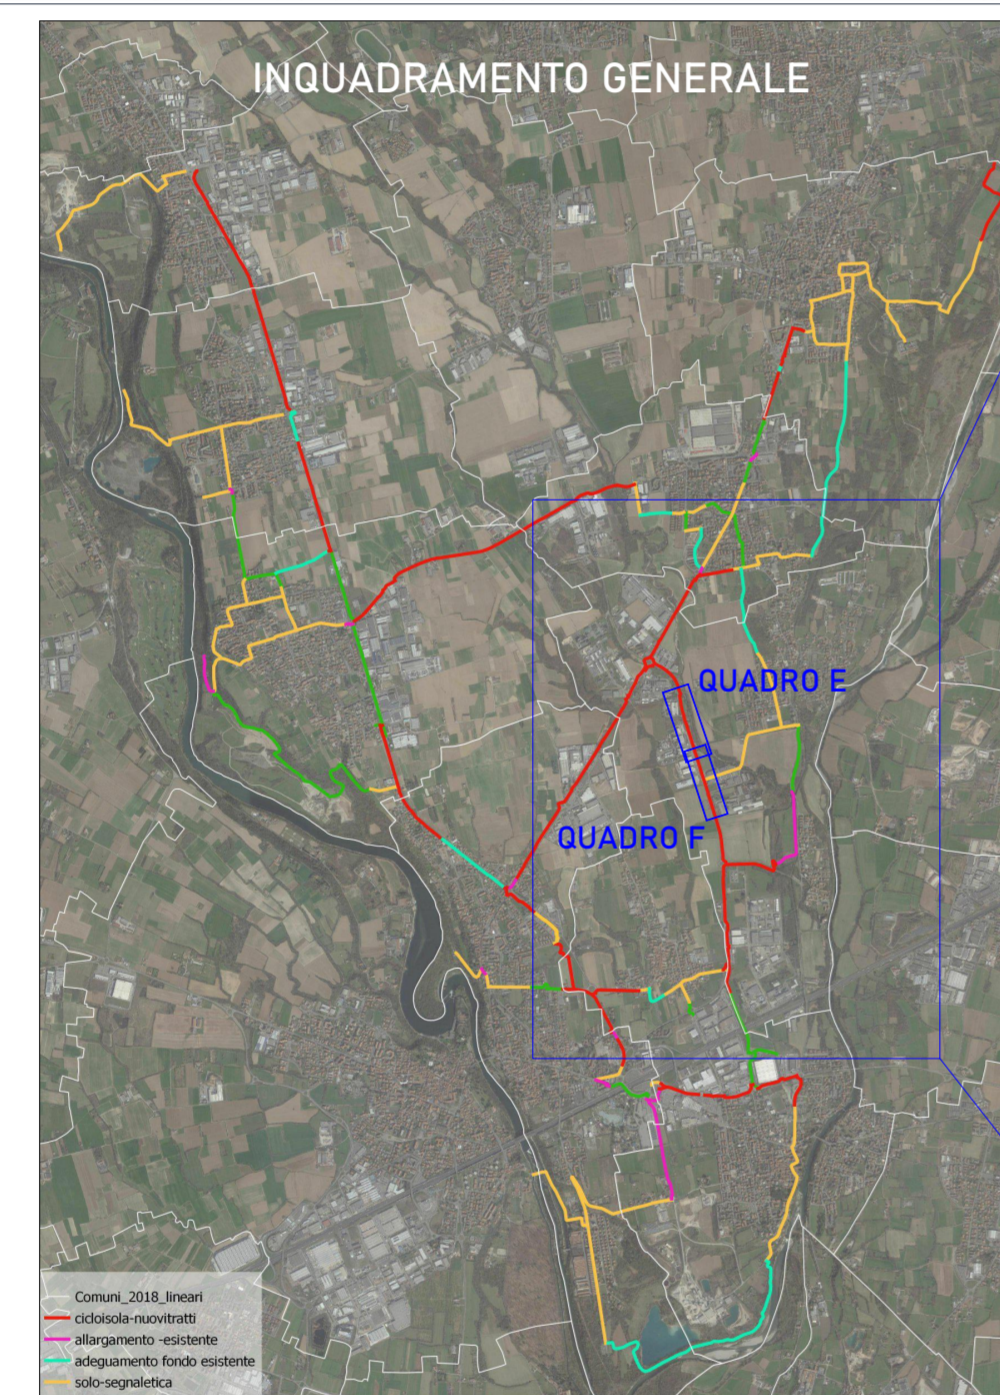 INQUADRAMENTO GENERALE
QUADRO E
QUADRO F
Comuni_2018_lineari
cicloisola-nuovitratti
allargamento -esistente
adeguamento fondo esistente
solo-segnaletica